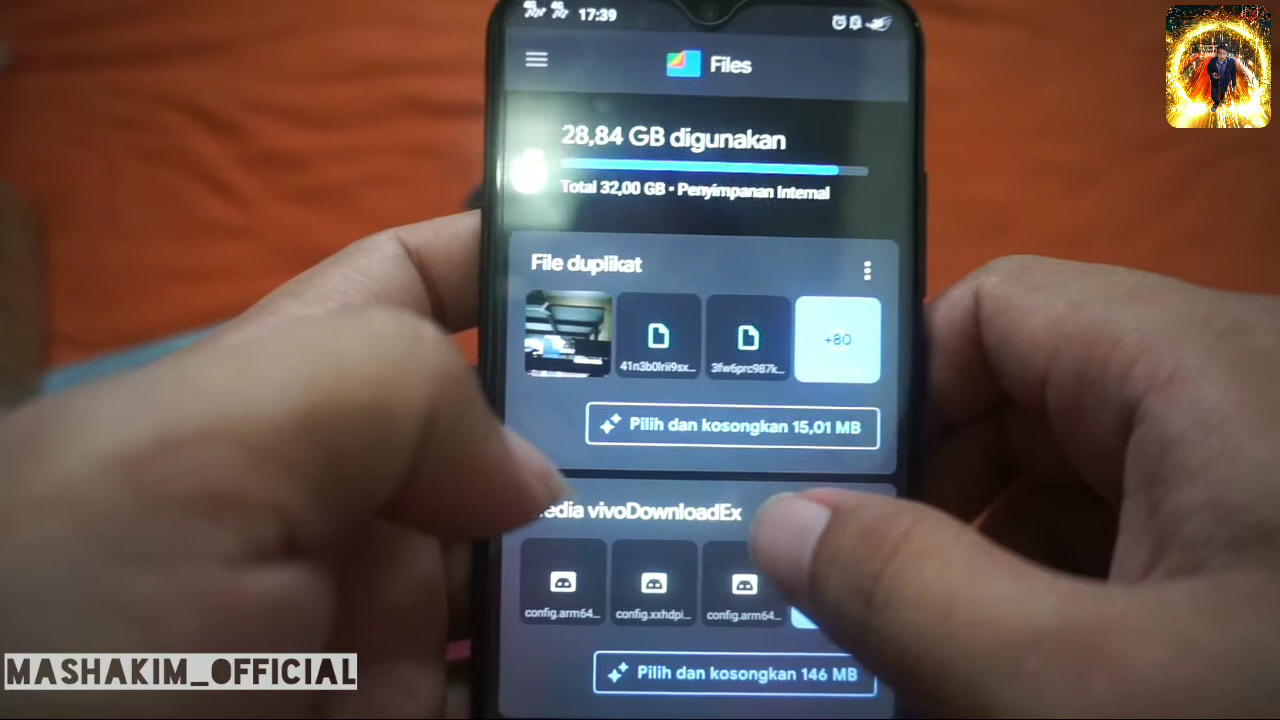 17:39
Files
28,84 GB digunakan
Total 32,00 GB • Penyimpanan Internal
File duplikat
41n3b0lrii9sx...
3fw6prc987k...
+80
Pilih dan kosongkan 15,01 MB
edia vivoDownloadEx
config.arm64...
config.xxhdpi...
config.arm64...
Pilih dan kosongkan 146 MB
MASHAKIM_OFFICIAL